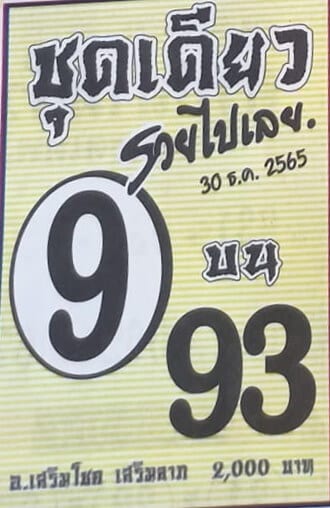 ชุดเดียว
รวยไปเลย.
30 ธ.ค. 2565
9 บน
93
อ.เสริมโชค เสริมลาภ 2,000 บาท